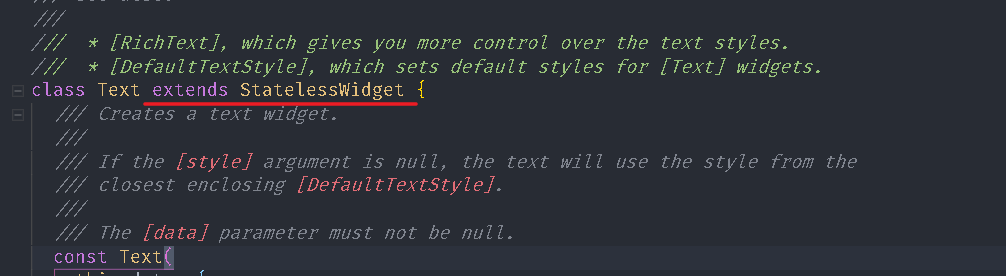 ///
///  * [RichText], which gives you more control over the text styles.
///  * [DefaultTextStyle], which sets default styles for [Text] widgets.
class Text extends StatelessWidget {
/// Creates a text widget.
///
/// If the [style] argument is null, the text will use the style from the
/// closest enclosing [DefaultTextStyle].
///
/// The [data] parameter must not be null.
const Text(